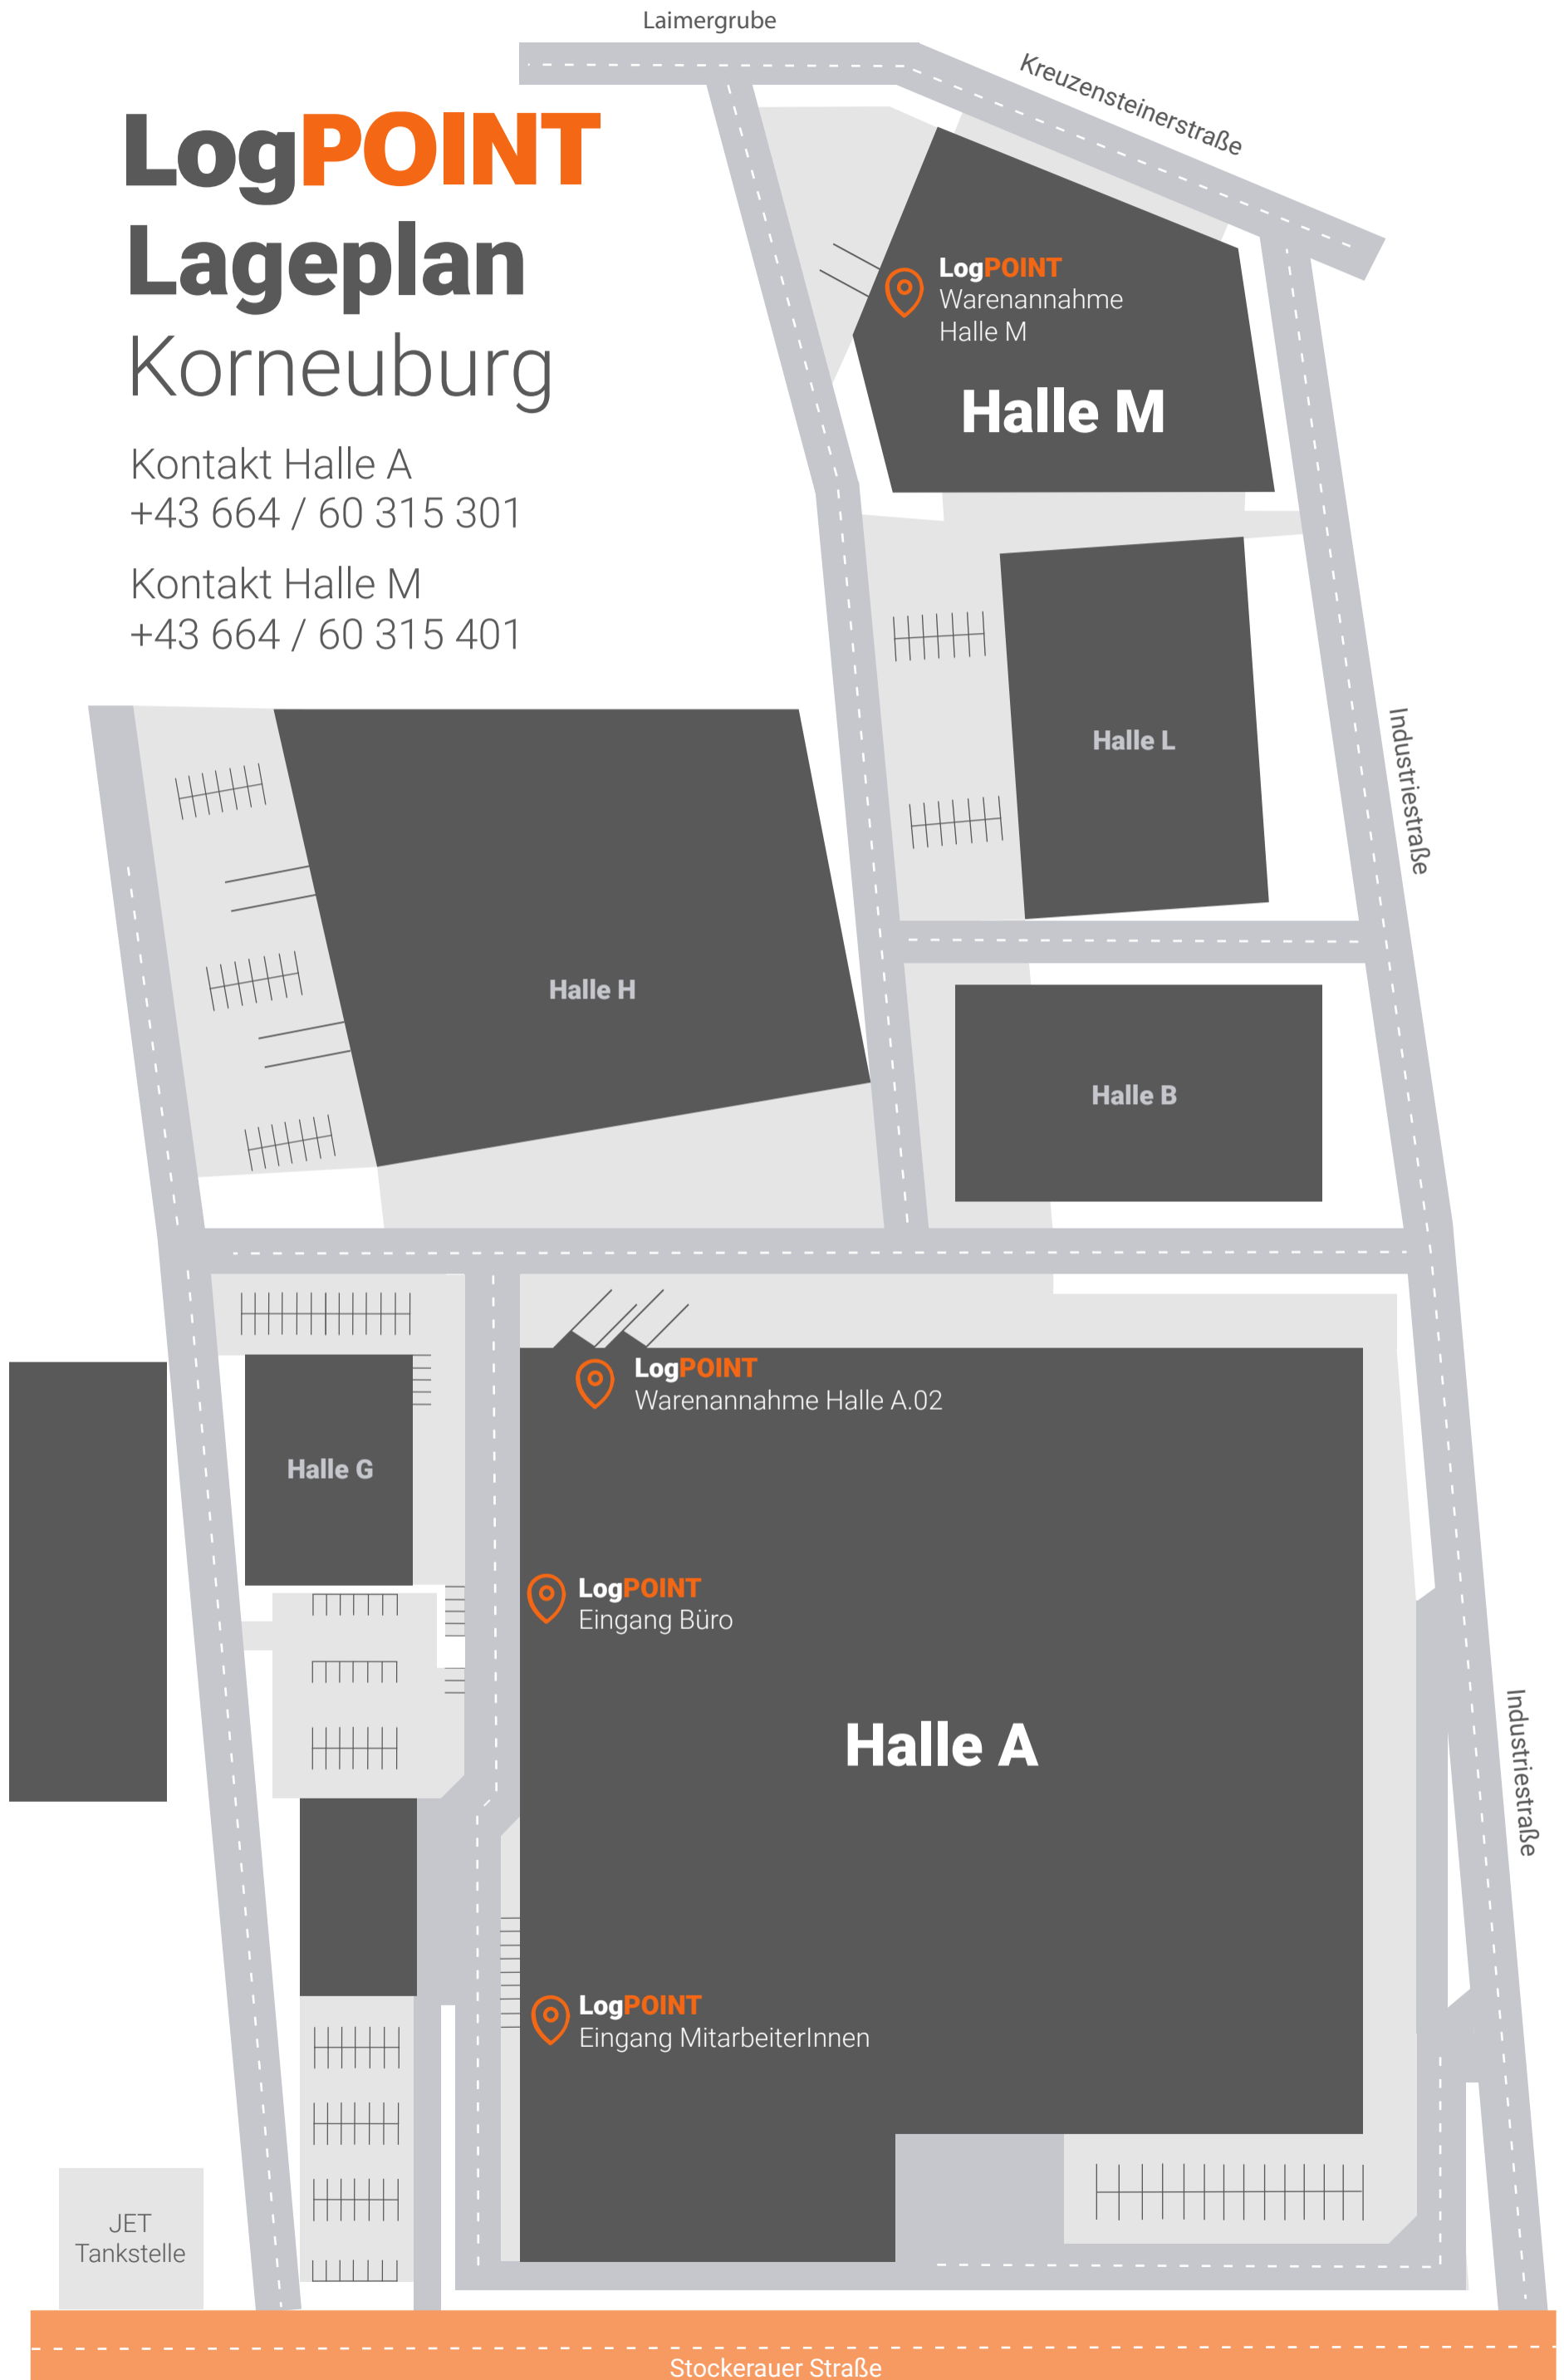 Laimergrube
Kreuzensteinerstraße
LogPOINT
Lageplan
Korneuburg
Kontakt Halle A
+43 664 / 60 315 301
Kontakt Halle M
+43 664 / 60 315 401
LogPOINT
Warenannahme
Halle M
Halle M
Halle L
Industriestraße
Halle H
Halle B
LogPOINT
Warenannahme Halle A.02
Halle G
LogPOINT
Eingang Büro
Halle A
Industriestraße
LogPOINT
Eingang MitarbeiterInnen
JET
Tankstelle
Stockerauer Straße